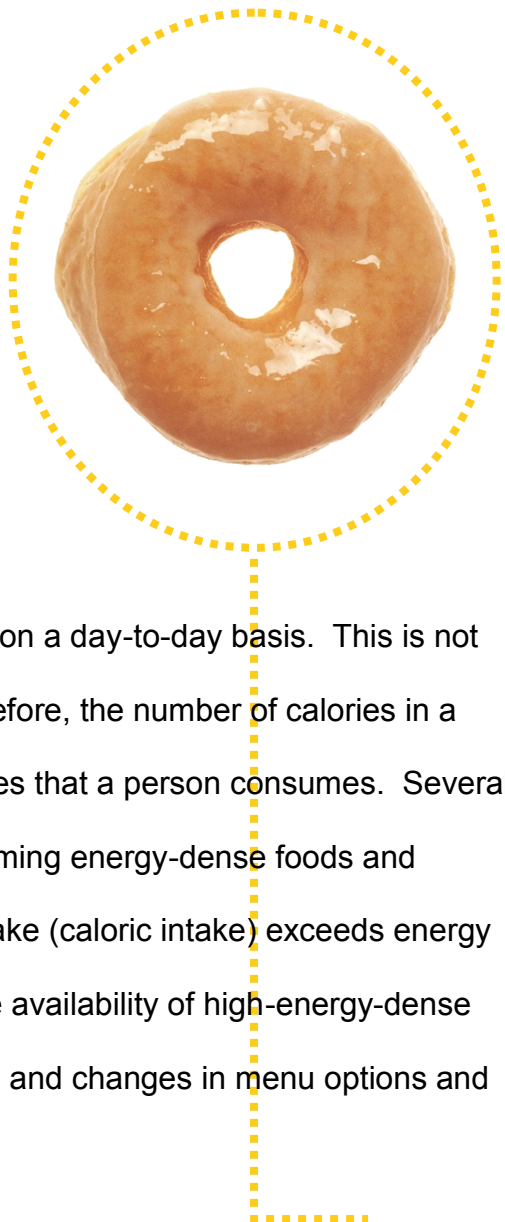 on a day-to-day basis.  This is not
efore, the number of calories in a
es that a person consumes.  Severa
ming energy-dense foods and
ake (caloric intake) exceeds energy
e availability of high-energy-dense
and changes in menu options and